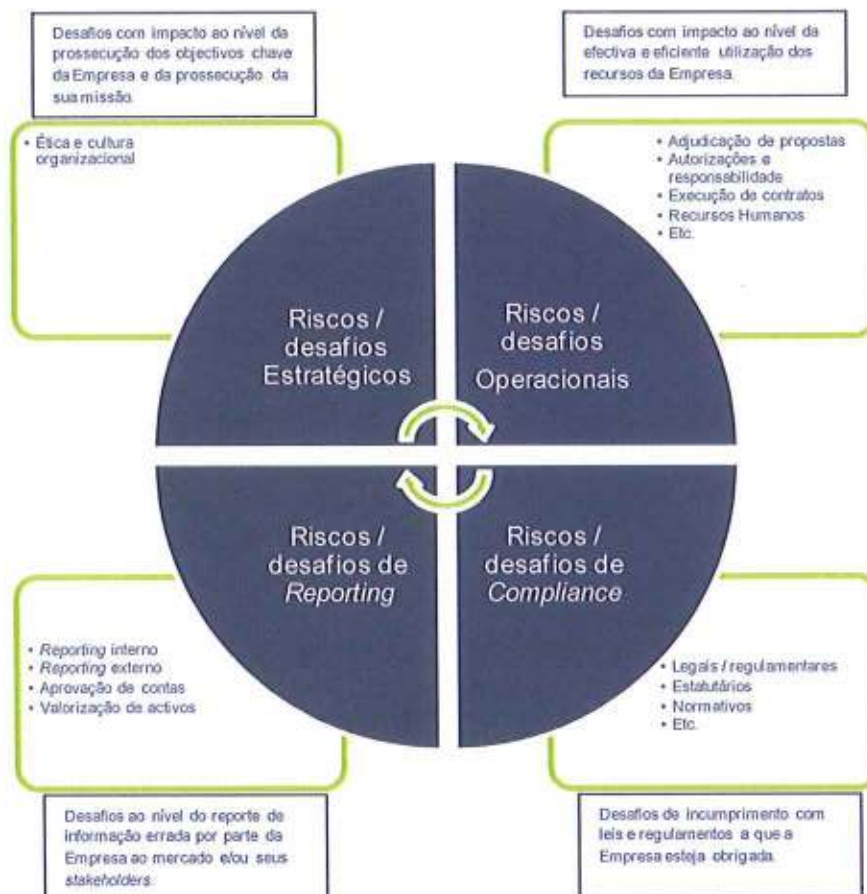 Desafios com impacto ao nível da
prossecução dos objectivos chave
da Empresa e da prossecução da
sua missão.
• Ética e cultura
organizacional
Desafios com impacto ao nível da
efectiva e eficiente utilização dos
recursos da Empresa.
• Adjudicação de propostas
• Autorizações e
responsabilidade
• Execução de contratos
• Recursos Humanos
• Etc.
Riscos /
desafios
Estratégicos
Riscos /
desafios
Operacionais
Riscos /
desafios de
Reporting
Riscos /
desafios de
Compliance
• Reporting interno
• Reporting externo
• Aprovação de contas
• Valorização de activos
Desafios ao nível do reporte de
informação errada por parte da
Empresa ao mercado e/ou seus
stakeholders.
• Legais / regulamentares
• Estatutários
• Normativos
• Etc.
Desafios de incumprimento com
leis e regulamentos a que a
Empresa esteja obrigada.